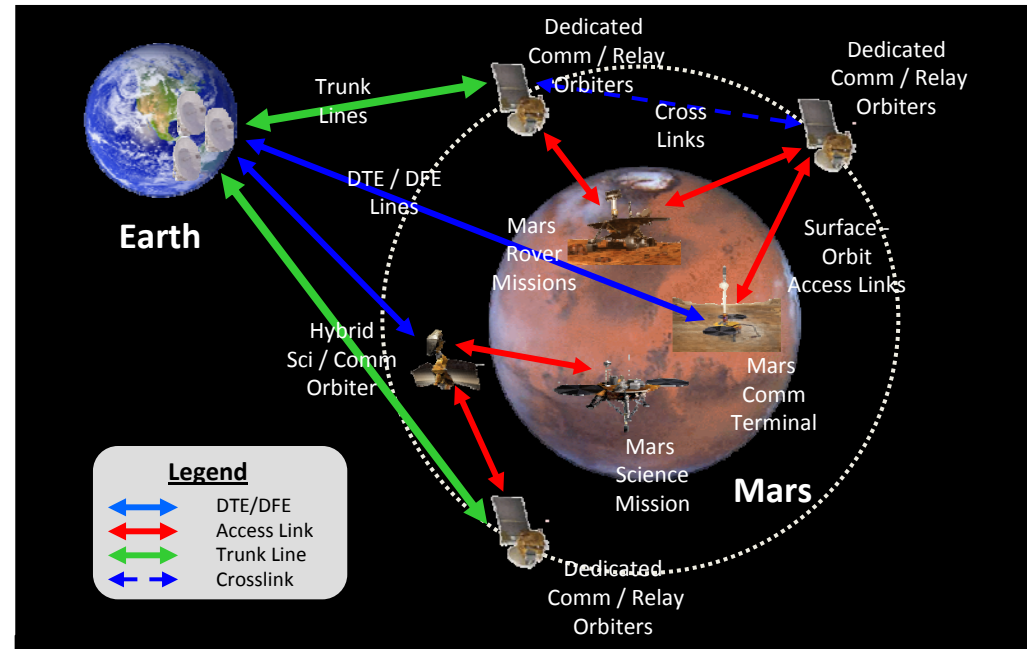 Dedicated
Comm / Relay
Orbiters
Dedicated
Comm / Relay
Orbiters
Trunk
Lines
Cross
Links
DTE / DFE
Lines
Earth
Mars
Rover
Missions
Surface –
Orbit
Access Links
Hybrid
Sci / Comm
Orbiter
Mars
Comm
Terminal
Mars
Science
Mission
Mars
Legend
DTE/DFE
Access Link
Trunk Line
Crosslink
Dedicated
Comm / Relay
Orbiters